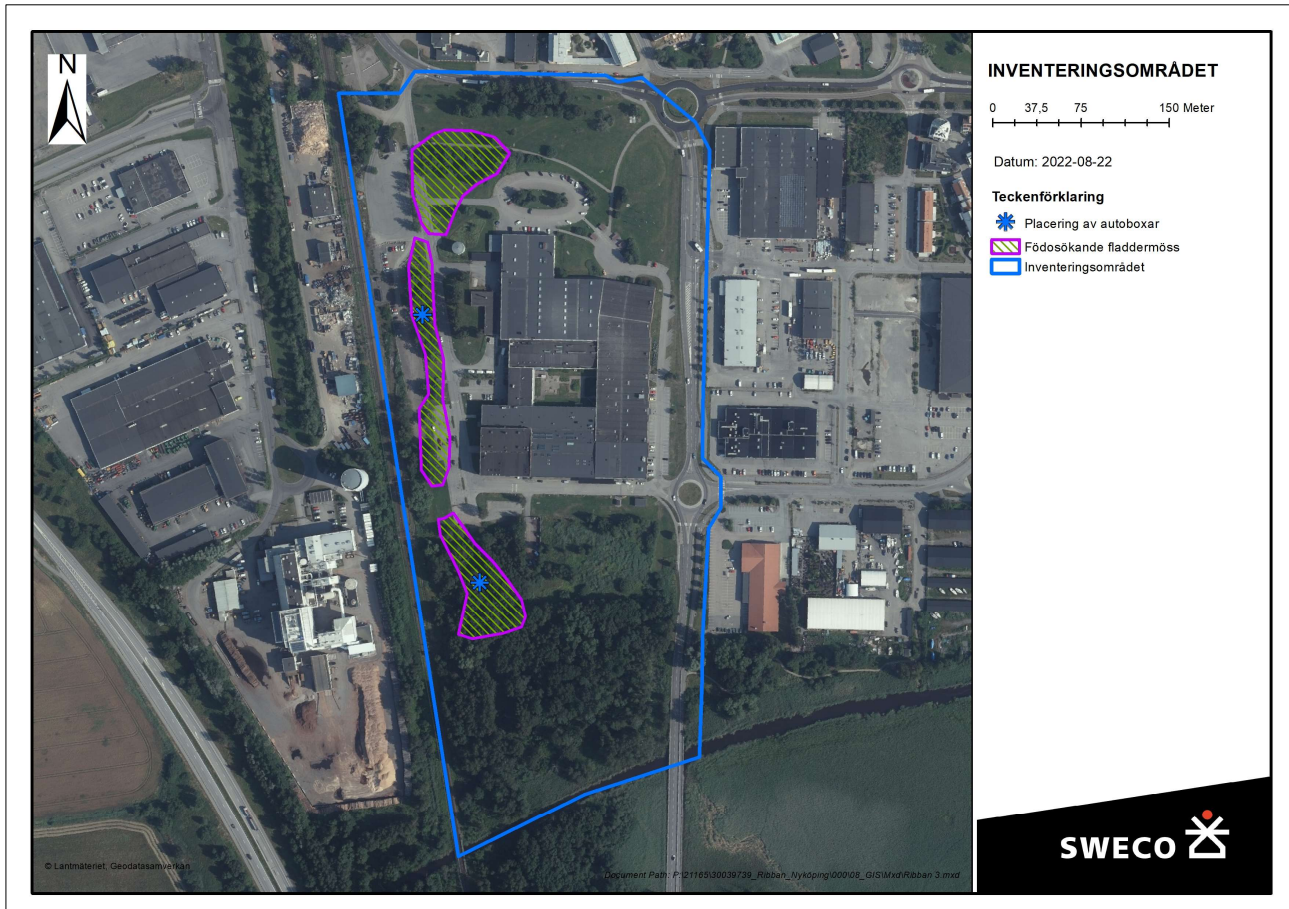 N
INVENTERINGSOMRÅDET
0 37,5 75 150 Meter
Datum: 2022-08-22
Teckenförklaring
Placering av autoboxar
Födosökande fladdermöss
Inventeringsområdet
SWECO
© Lantmäteriet, Geodatasamverkan
Document Path: P:\21165\30039739_Ribban_Nyköping\000\08_GIS\Mxd\Ribban 3.mxd